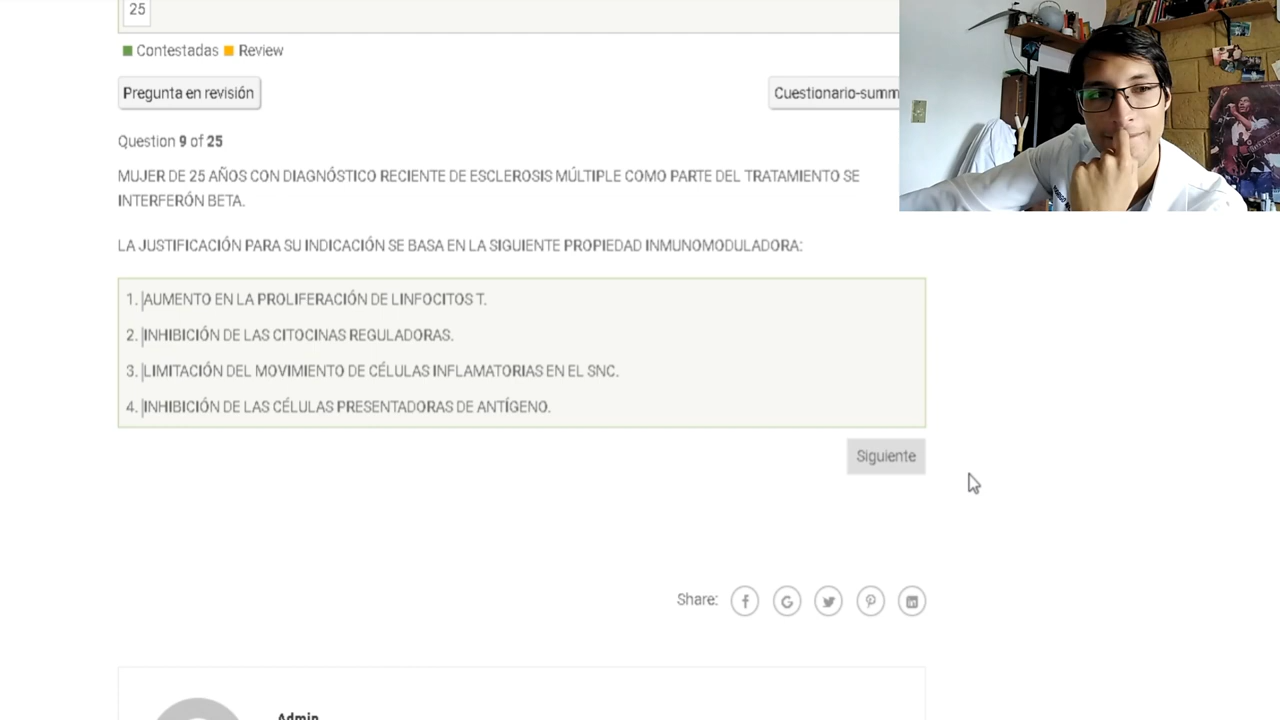 25
Contestadas Review
Pregunta en revisión
Cuestionario-summ
Question 9 of 25
MUJER DE 25 AÑOS CON DIAGNÓSTICO RECIENTE DE ESCLEROSIS MÚLTIPLE COMO PARTE DEL TRATAMIENTO SE
INTERFERÓN BETA.
LA JUSTIFICACIÓN PARA SU INDICACIÓN SE BASA EN LA SIGUIENTE PROPIEDAD INMUNOMODULADORA:
1. AUMENTO EN LA PROLIFERACIÓN DE LINFOCITOS T.
2. INHIBICIÓN DE LAS CITOCINAS REGULADORAS.
3. LIMITACIÓN DEL MOVIMIENTO DE CÉLULAS INFLAMATORIAS EN EL SNC.
4. INHIBICIÓN DE LAS CÉLULAS PRESENTADORAS DE ANTÍGENO.
Siguiente
Share:
Admin